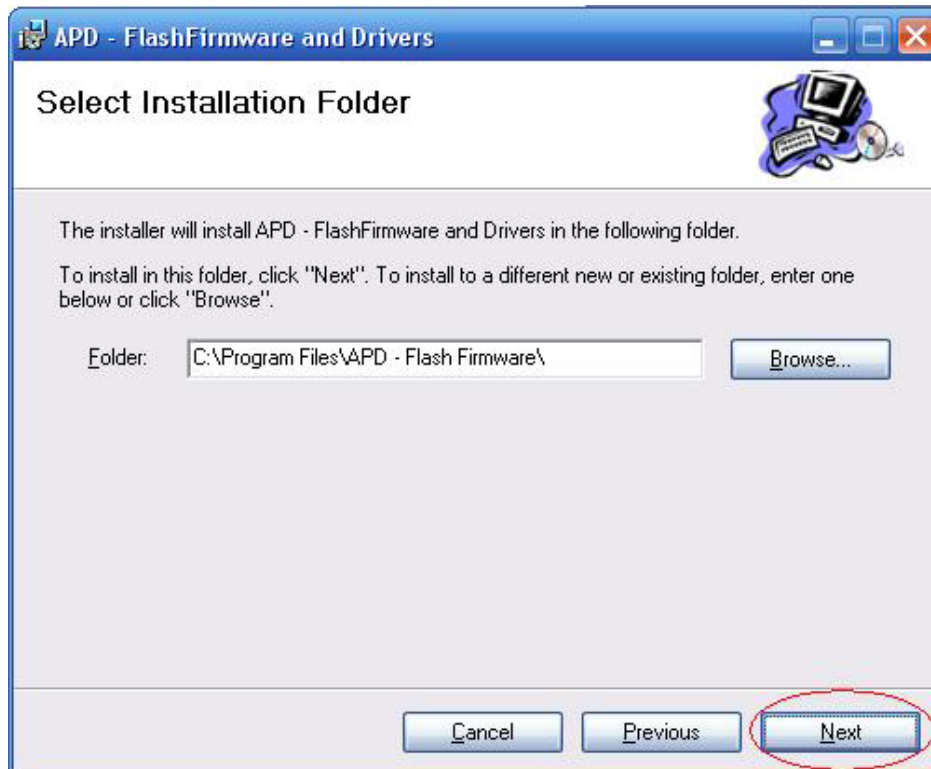 APD - FlashFirmware and Drivers
Select Installation Folder
The installer will install APD - FlashFirmware and Drivers in the following folder.
To install in this folder, click "Next". To install to a different new or existing folder, enter one
below or click "Browse".
Folder: C:\Program Files\APD - Flash Firmware\ Browse...
Cancel Previous Next